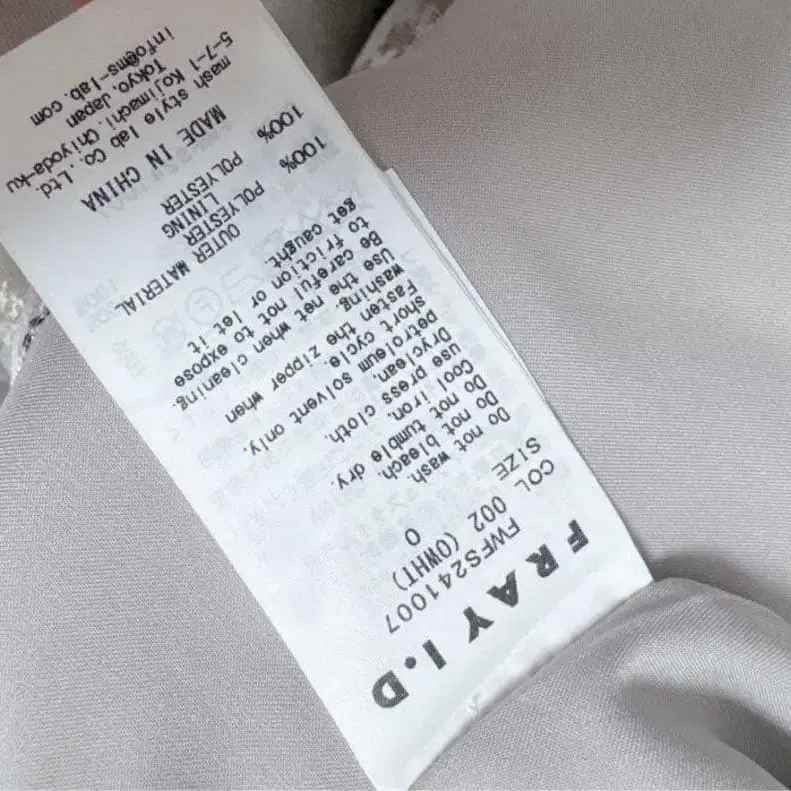 FRAY I.D
FWFS241007
COL 002 (OWHT)
SIZE 0
Do not wash.
Do not bleach.
Do not tumble dry.
Cool iron,
use press cloth.
Dryclean,
petroleum solvent only,
short cycle.
Fasten the zipper when
washing.
Use the net when cleaning.
Be careful not to expose
to friction or let it
get caught.
OUTER MATERIAL
POLYESTER 100%
LINING
POLYESTER 100%
MADE IN CHINA
mash style lab Co.,Ltd.
5-7-1 Kojimachi Chiyoda-ku
Tokyo,Japan
info@ms-lab.com